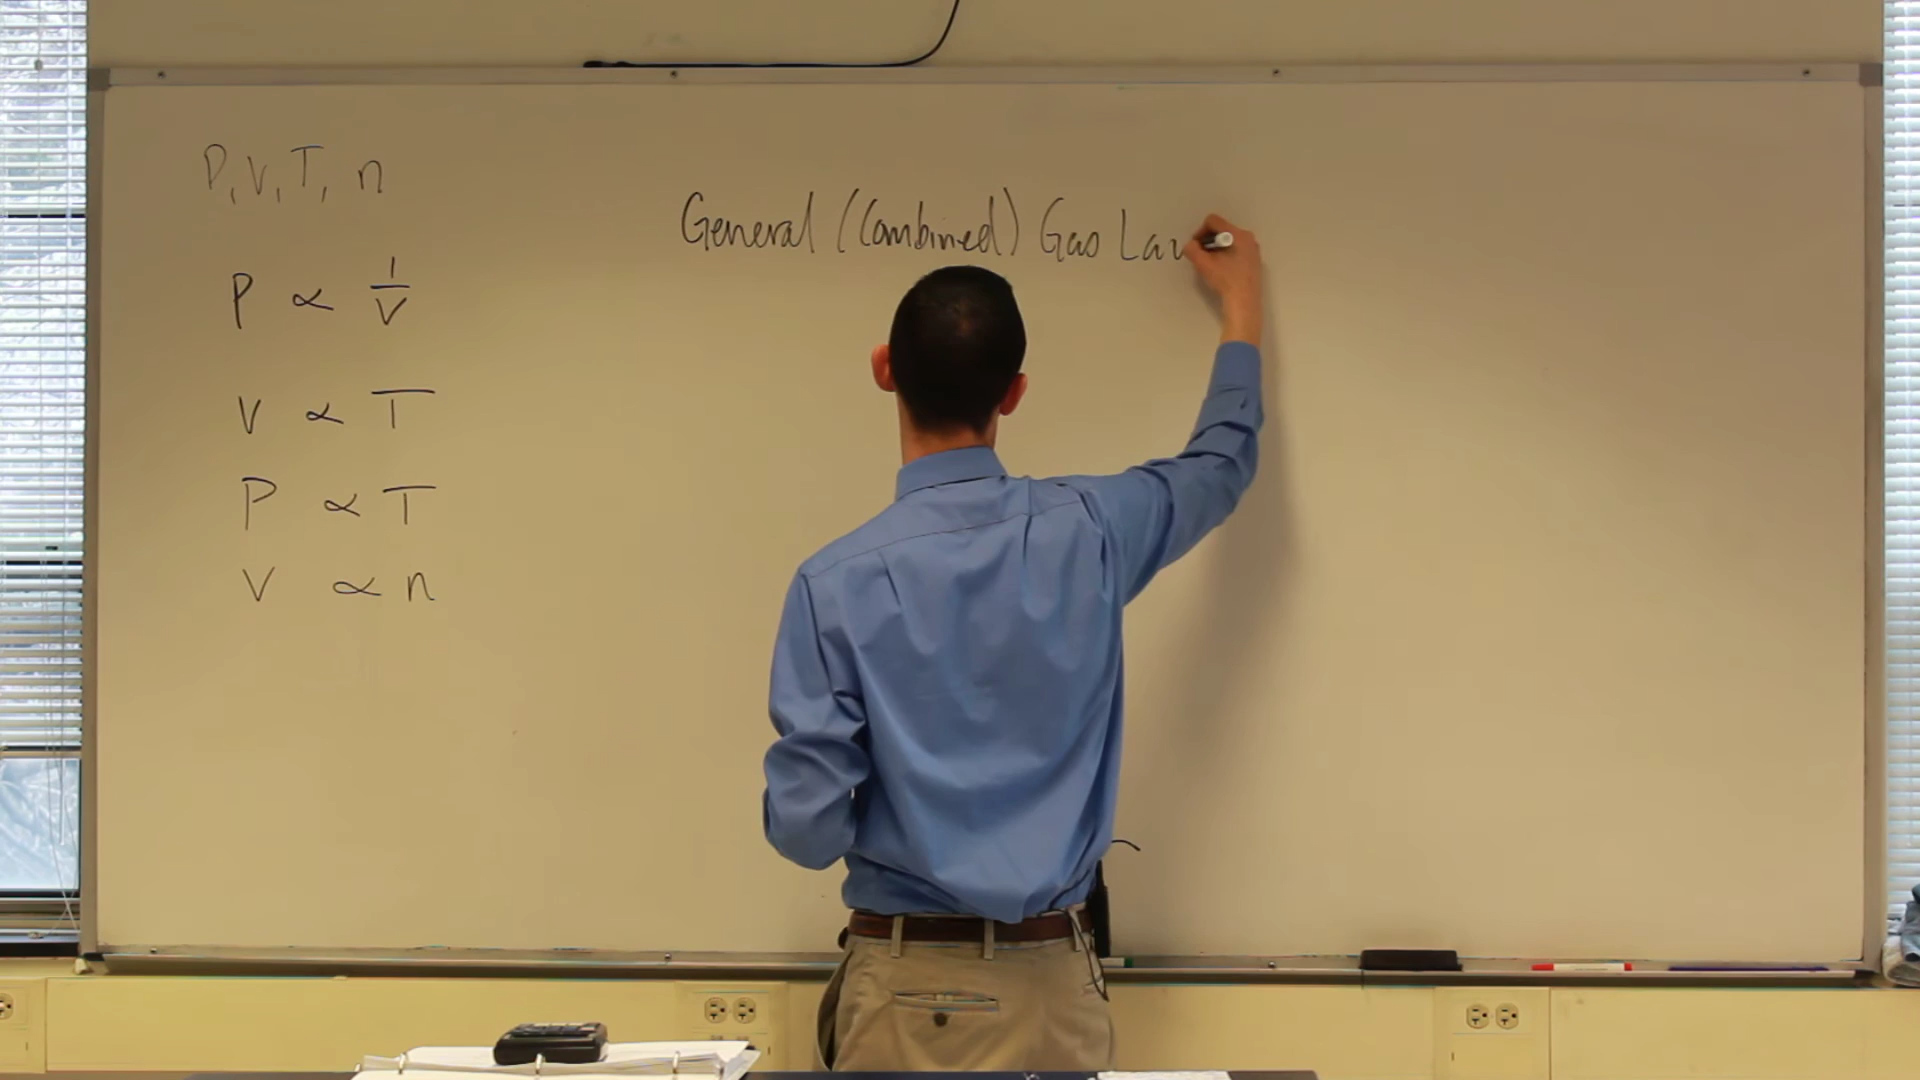 P, V, T, n
General (Combined) Gas Law
P ∝ 1/V
V ∝ T
P ∝ T
V ∝ n